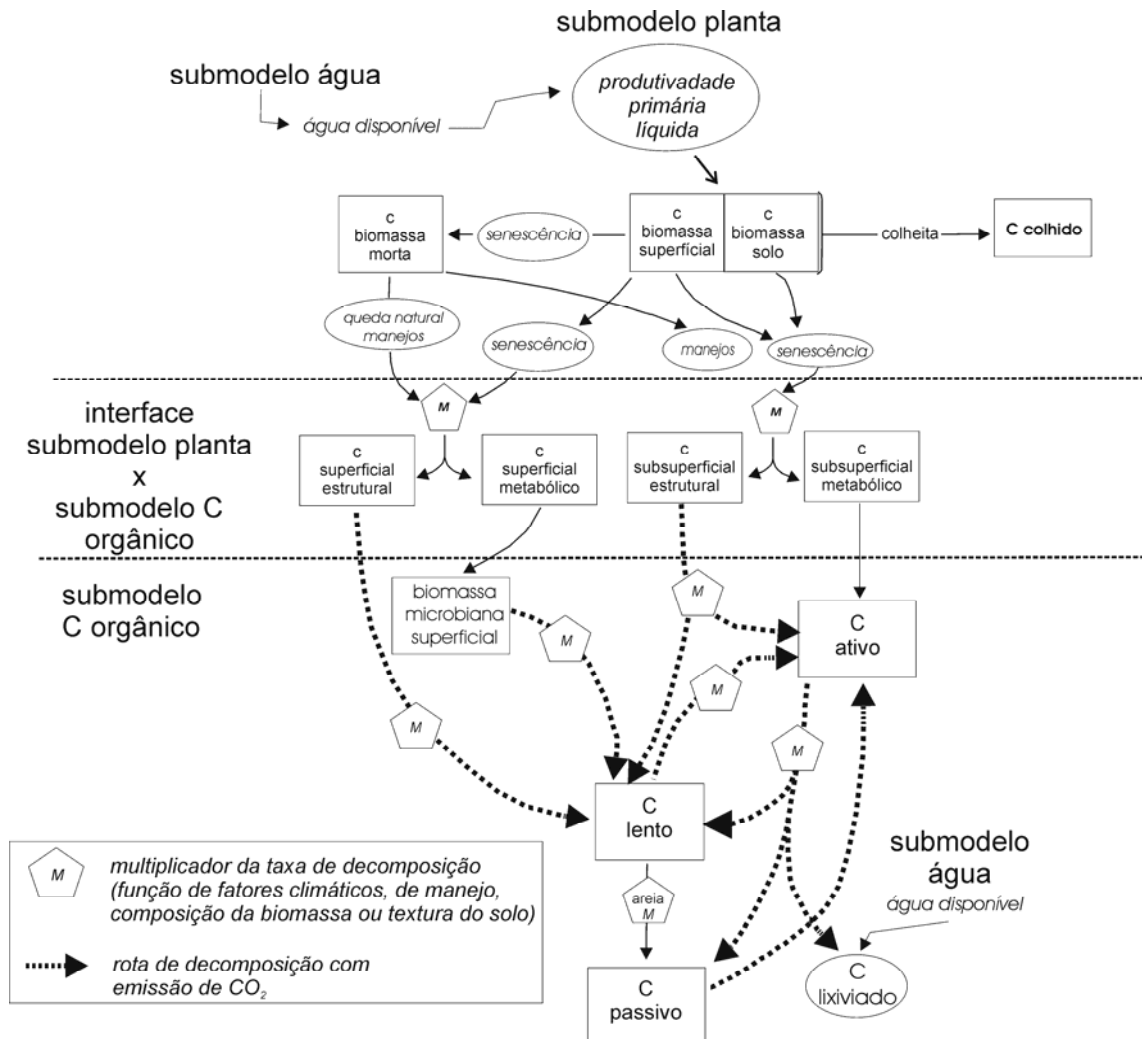 submodelo planta
submodelo água
produtivadade
primária
líquida
água disponível
c
biomassa
morta
senescência
c
biomassa
superfícial
c
biomassa
solo
colheita
C colhido
queda natural
manejos
senescência
manejos
senescência
interface
submodelo planta
x
submodelo C
orgânico
M
M
c
superficial
estrutural
c
superficial
metabólico
c
subsuperficial
estrutural
c
subsuperficial
metabólico
submodelo
C orgânico
biomassa
microbiana
superficial
M
M
C
ativo
M
M
M
C
lento
submodelo
água
água disponível
areia
M
C
passivo
C
lixiviado
M
multiplicador da taxa de decomposição
(função de fatores climáticos, de manejo,
composição da biomassa ou textura do solo)
rota de decomposição com
emissão de CO₂